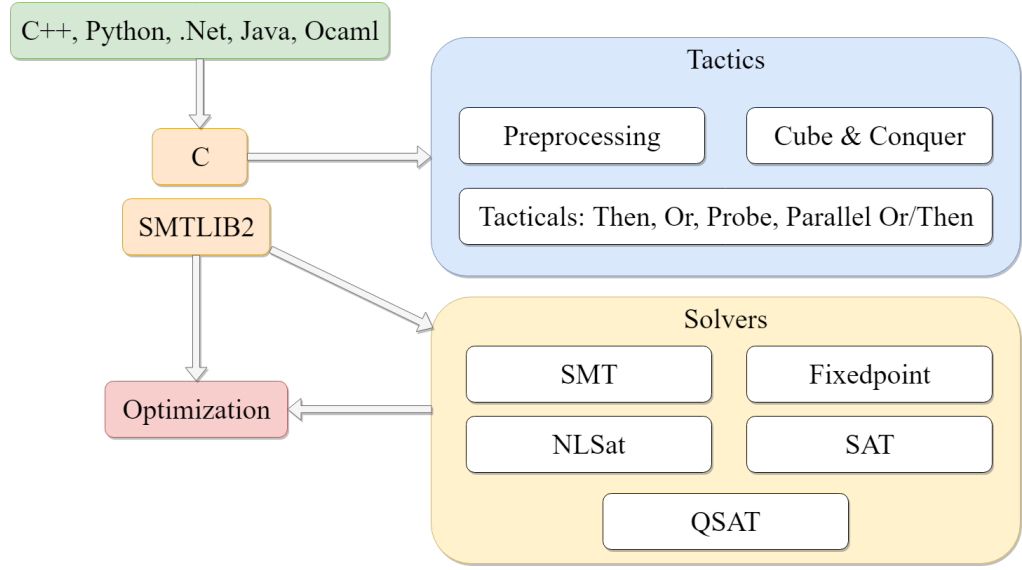 C++, Python, .Net, Java, Ocaml
C
SMTLIB2
Optimization
Tactics
Preprocessing
Cube & Conquer
Tacticals: Then, Or, Probe, Parallel Or/Then
Solvers
SMT
Fixedpoint
NLSat
SAT
QSAT